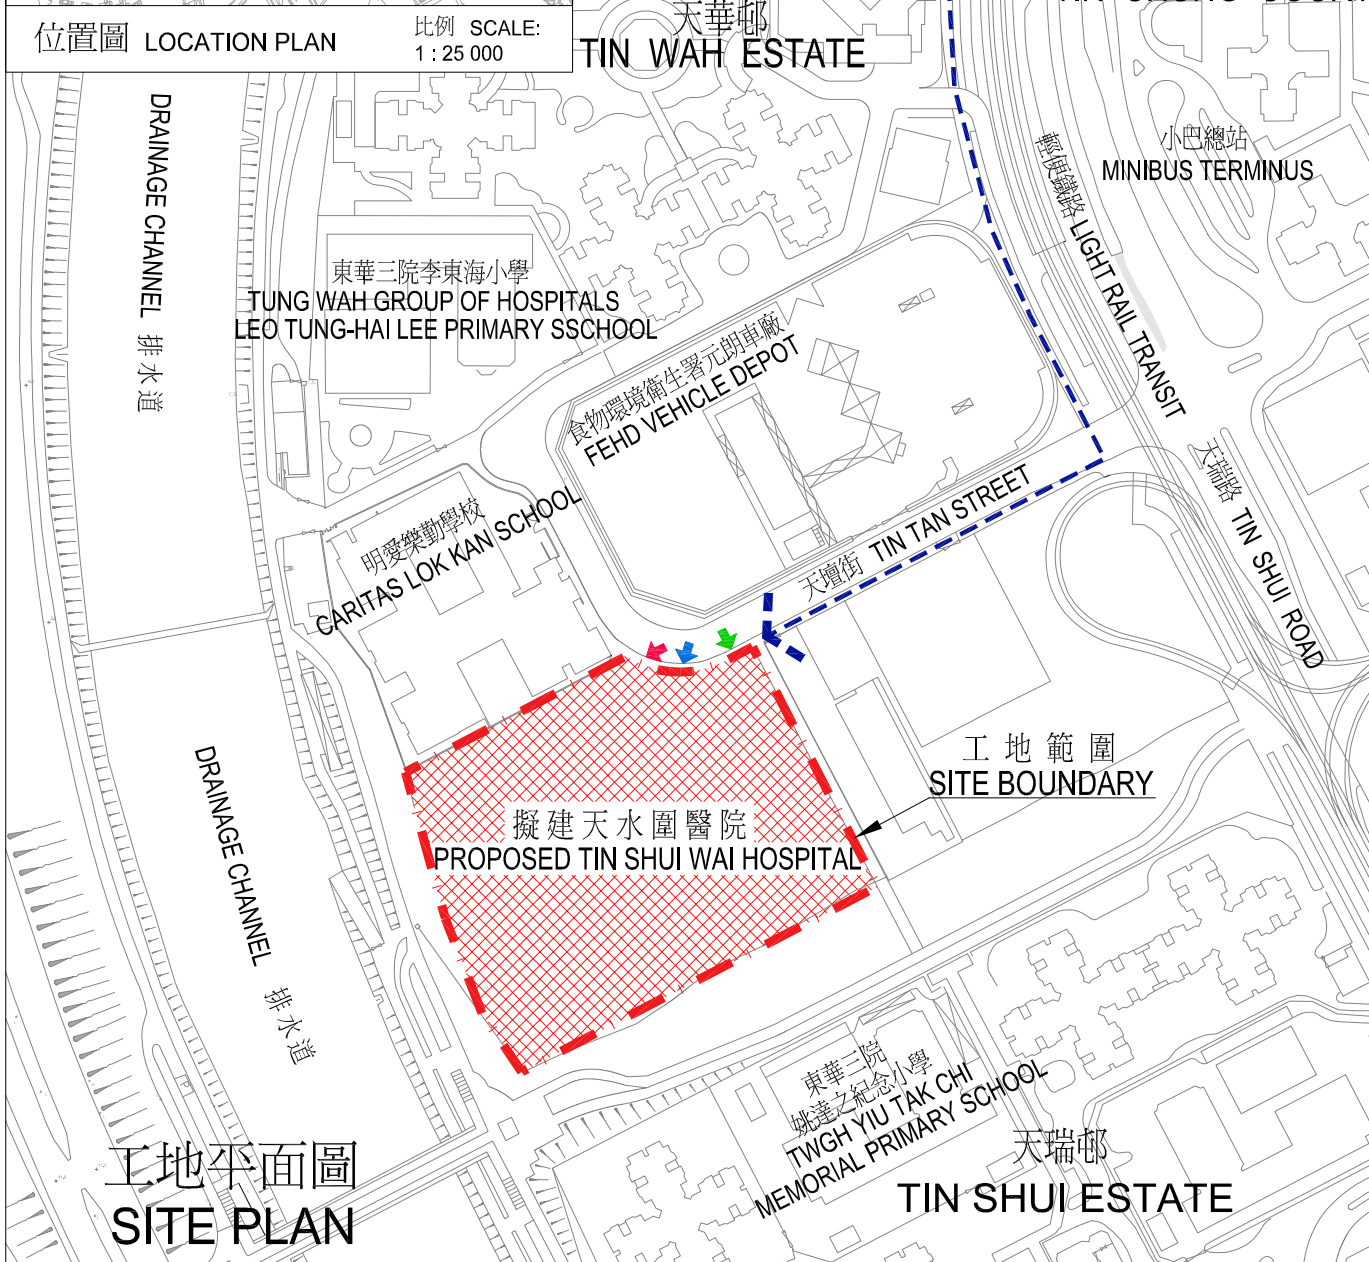 位置圖 LOCATION PLAN
比例 SCALE:
1 : 25 000
天華邨
TIN WAH ESTATE
小巴總站
MINIBUS TERMINUS
DRAINAGE CHANNEL 排水道
輕便鐵路 LIGHT RAIL TRANSIT
東華三院李東海小學
TUNG WAH GROUP OF HOSPITALS
LEO TUNG-HAI LEE PRIMARY SSCHOOL
食物環境衛生署元朗車廠
FEHD VEHICLE DEPOT
天瑞路 TIN SHUI ROAD
明愛樂勤學校
CARITAS LOK KAN SCHOOL
天壇街 TIN TAN STREET
工地範圍
SITE BOUNDARY
擬建天水圍醫院
PROPOSED TIN SHUI WAI HOSPITAL
DRAINAGE CHANNEL 排水道
東華三院
姚達之紀念小學
TWGH YIU TAK CHI
MEMORIAL PRIMARY SCHOOL
天瑞邨
TIN SHUI ESTATE
工地平面圖
SITE PLAN